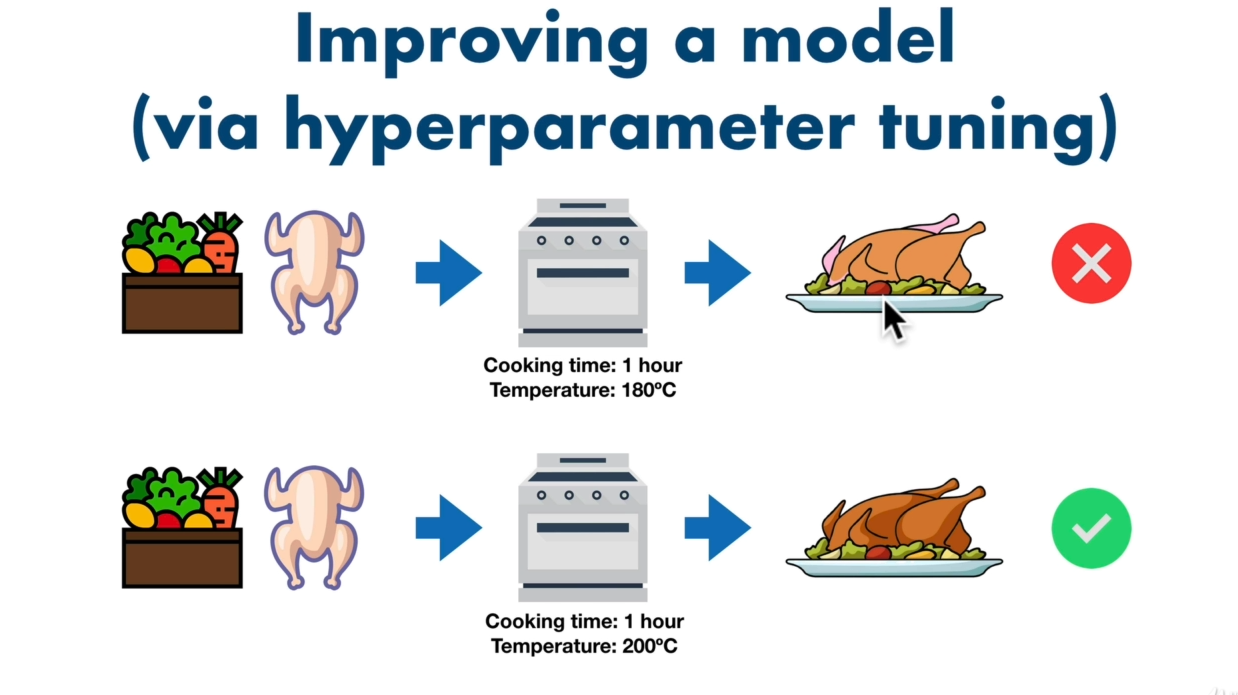 Improving a model
(via hyperparameter tuning)
Cooking time: 1 hour
Temperature: 180ºC
Cooking time: 1 hour
Temperature: 200ºC